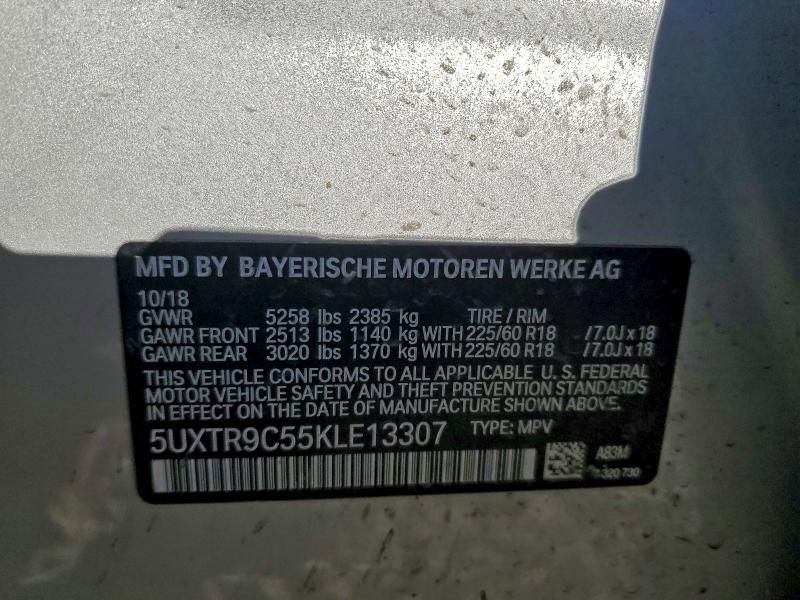 MFD BY BAYERISCHE MOTOREN WERKE AG
10/18
GVWR 5258 lbs 2385 kg TIRE / RIM
GAWR FRONT 2513 lbs 1140 kg WITH 225/60 R18 / 7.0J x 18
GAWR REAR 3020 lbs 1370 kg WITH 225/60 R18 / 7.0J x 18
THIS VEHICLE CONFORMS TO ALL APPLICABLE U. S. FEDERAL
MOTOR VEHICLE SAFETY AND THEFT PREVENTION STANDARDS
IN EFFECT ON THE DATE OF MANUFACTURE SHOWN ABOVE.
5UXTR9C55KLE13307 TYPE: MPV
A83M
320 730